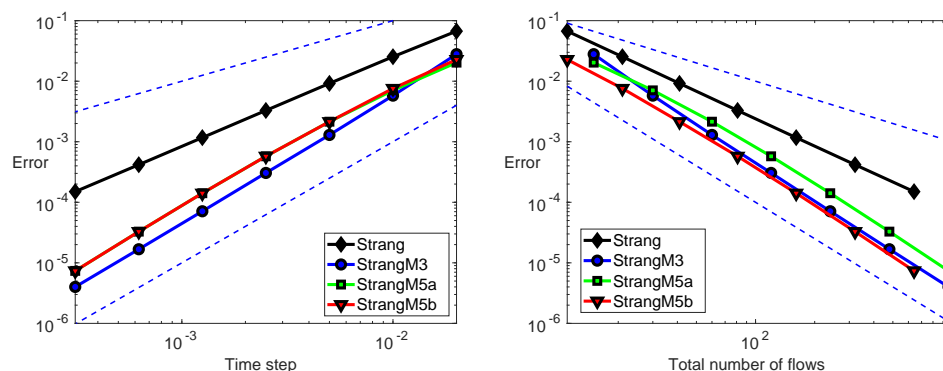 10^-1
10^-2
10^-3
10^-4
10^-5
10^-6
Error
10^-3
10^-2
Time step
Strang
StrangM3
StrangM5a
StrangM5b
10^-1
10^-2
10^-3
10^-4
10^-5
10^-6
Error
10^2
Total number of flows
Strang
StrangM3
StrangM5a
StrangM5b